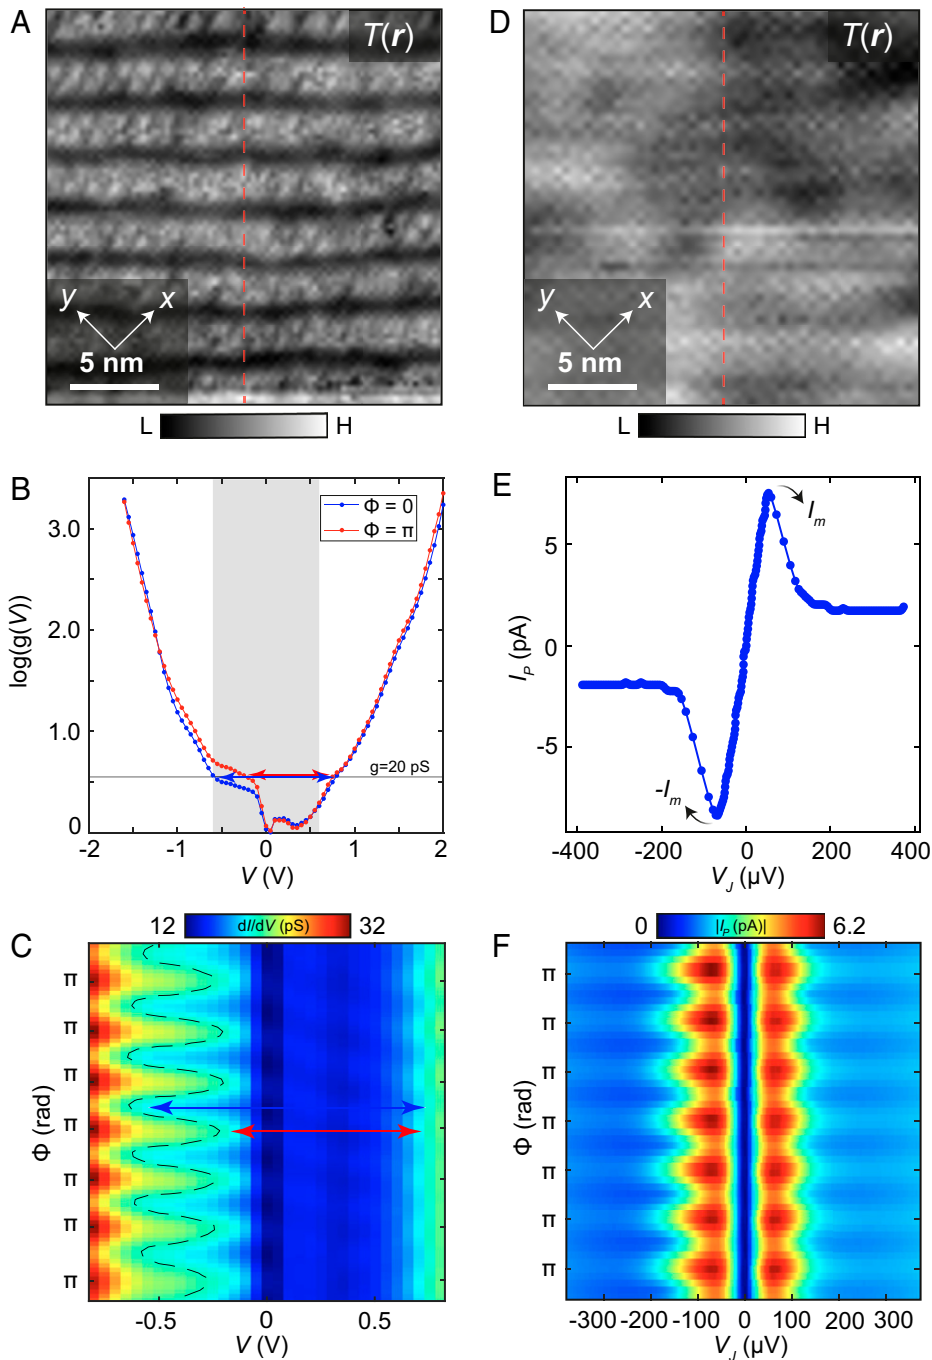 A
T(r)
y
x
5 nm
L
H
D
T(r)
y
x
5 nm
L
H
B
3.0
2.0
1.0
0
log(g(V))
Φ = 0
Φ = π
g=20 pS
-2
-1
0
1
2
V (V)
E
5
0
-5
I_P (pA)
I_m
-I_m
-400
-200
0
200
400
V_J (μV)
C
12
dI/dV (pS)
32
π
π
π
π
π
π
π
Φ (rad)
-0.5
0
0.5
V (V)
F
0
|I_P (pA)|
6.2
π
π
π
π
π
π
π
Φ (rad)
-300
-200
-100
0
100
200
300
V_J (μV)